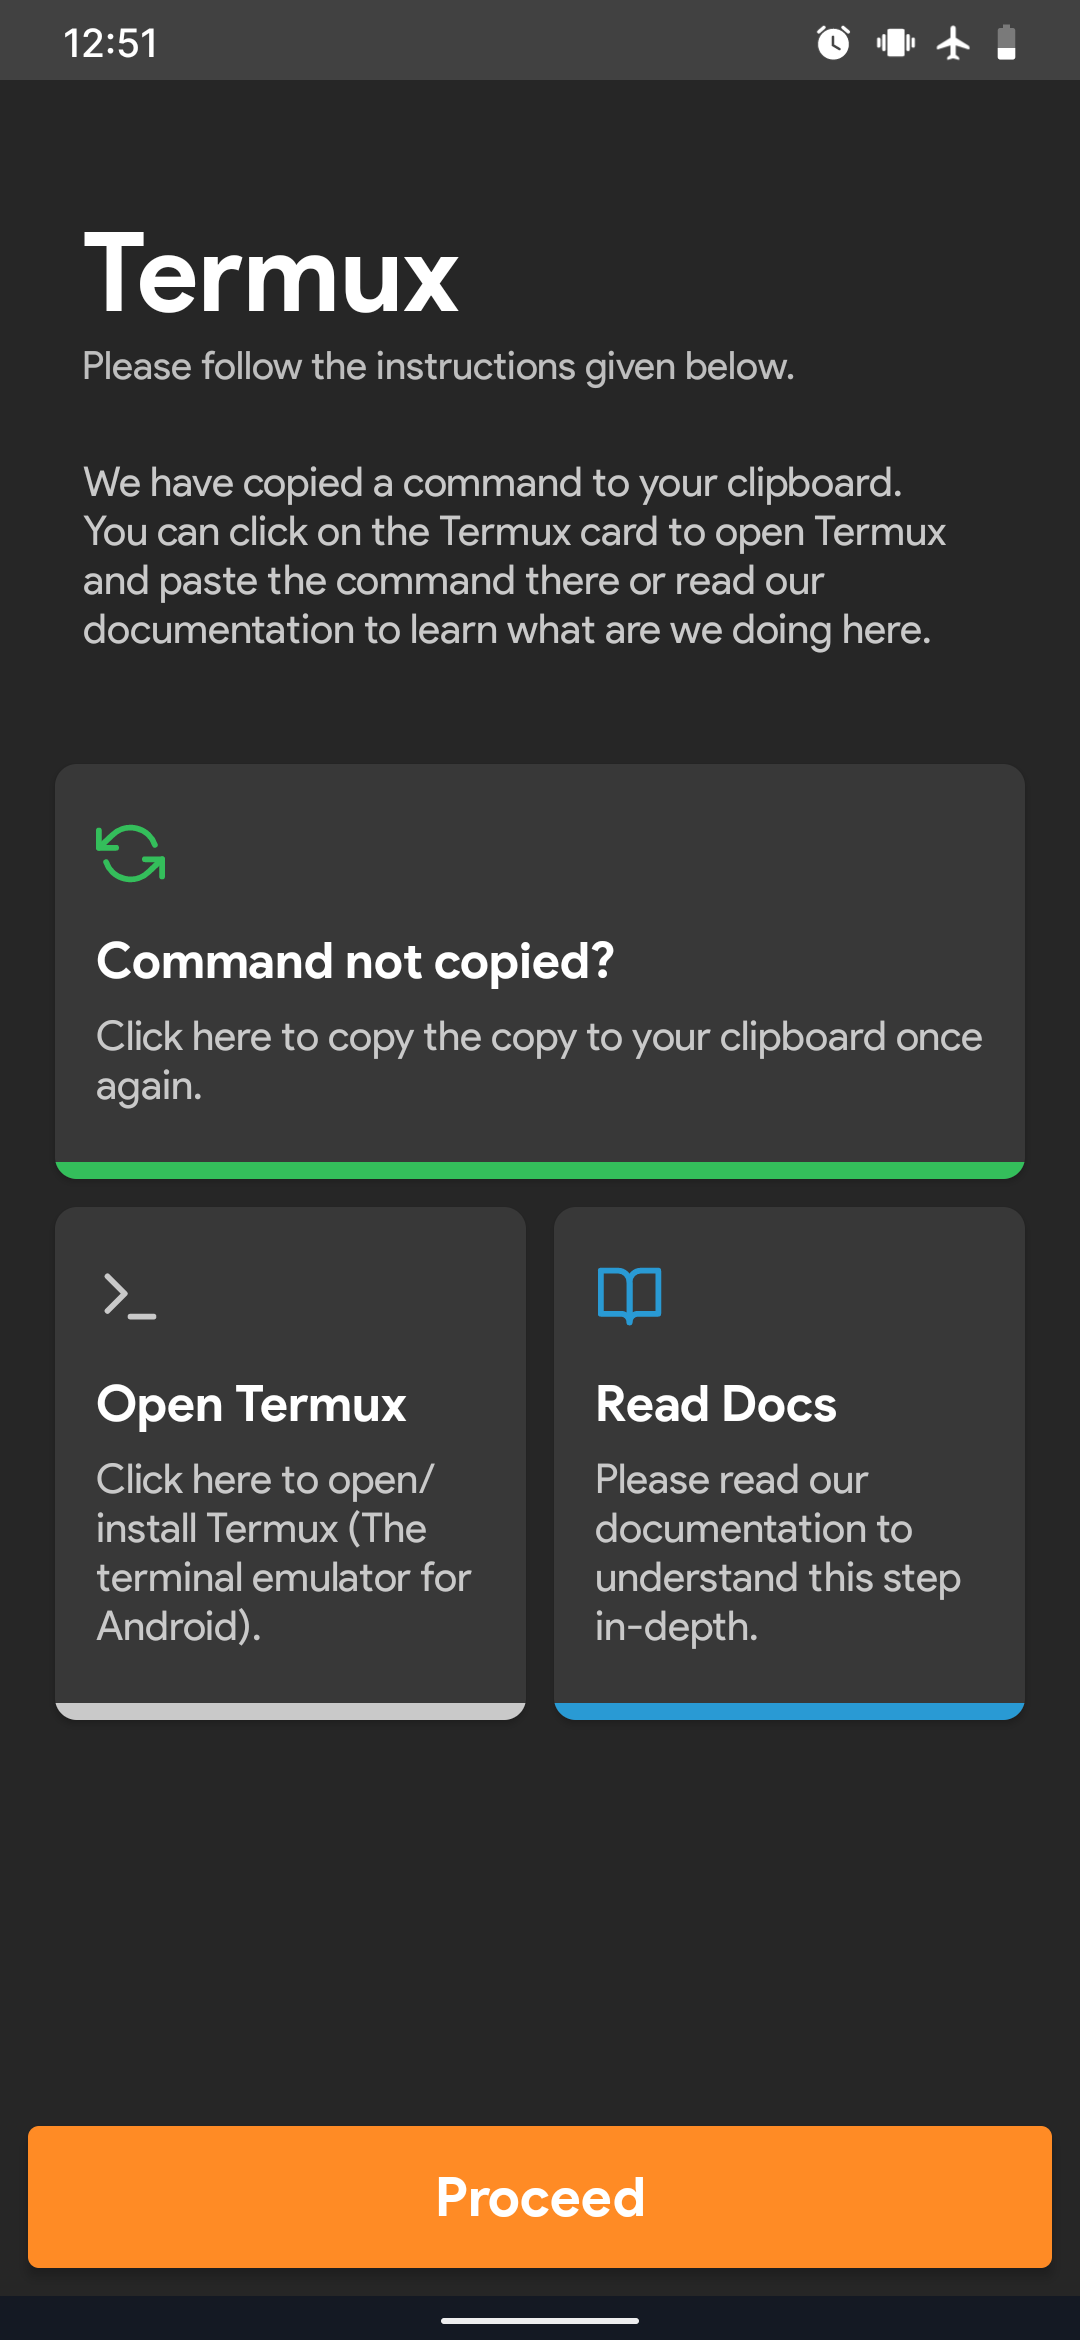 12:51
Termux
Please follow the instructions given below.
We have copied a command to your clipboard.
You can click on the Termux card to open Termux
and paste the command there or read our
documentation to learn what are we doing here.
Command not copied?
Click here to copy the copy to your clipboard once
again.
Open Termux
Click here to open/
install Termux (The
terminal emulator for
Android).
Read Docs
Please read our
documentation to
understand this step
in-depth.
Proceed